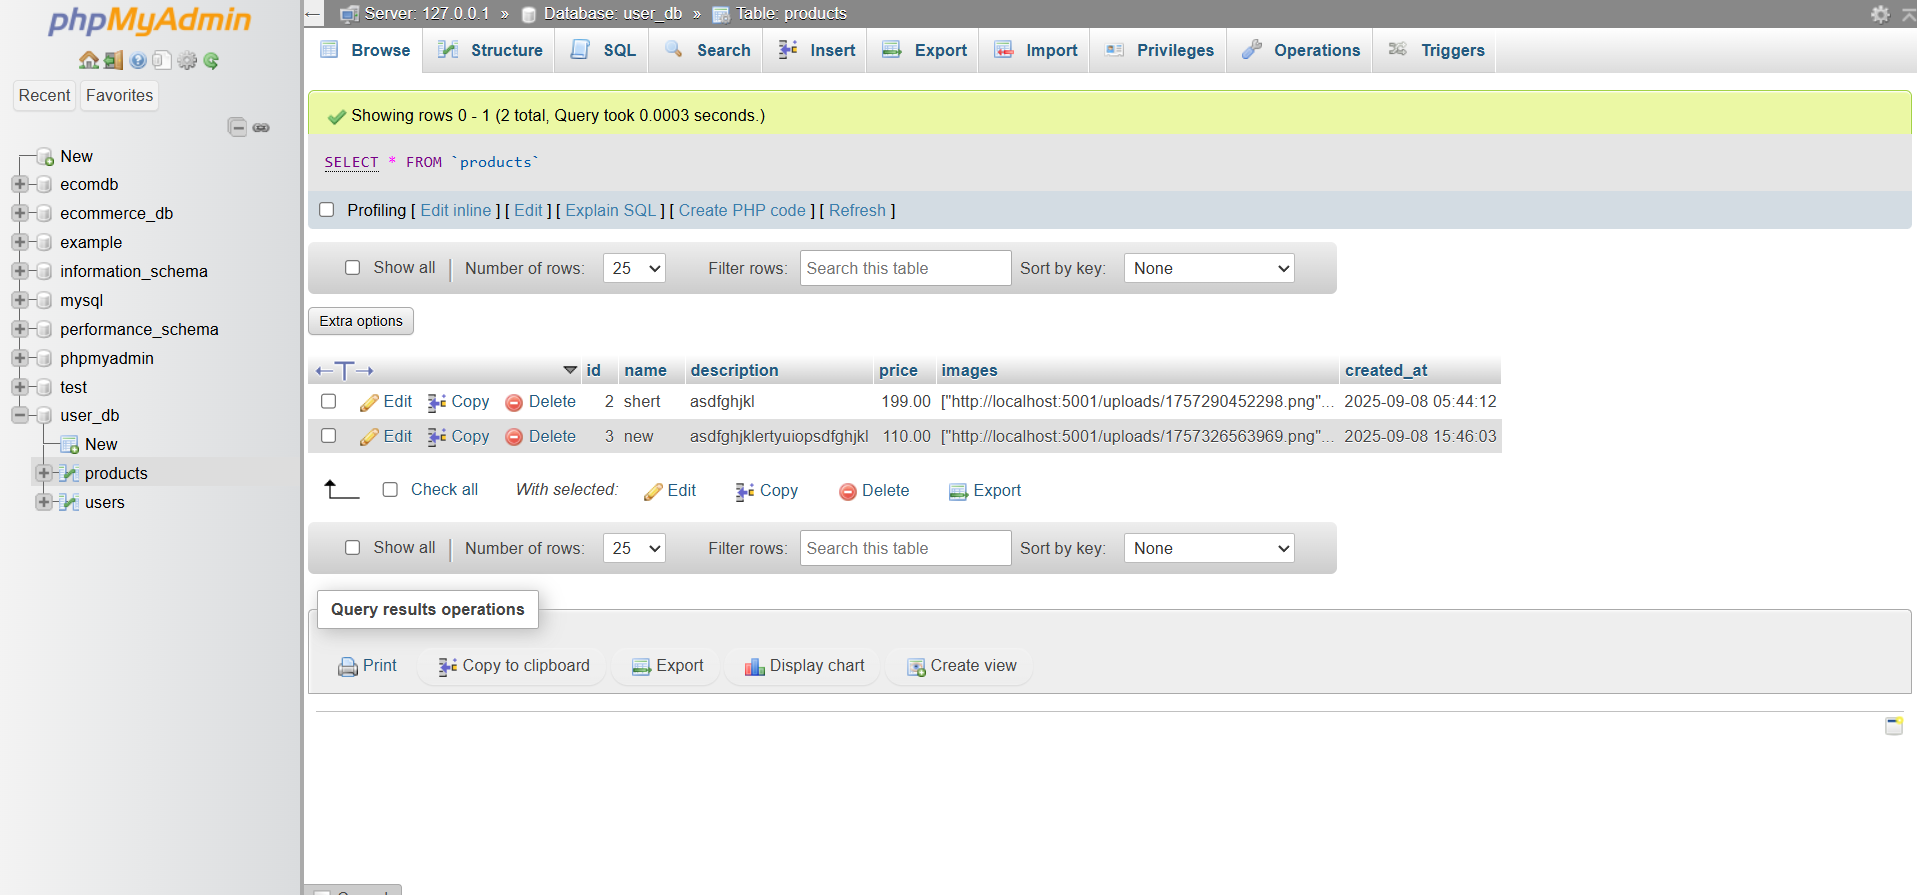 phpMyAdmin
Recent Favorites
New
ecomdb
ecommerce_db
example
information_schema
mysql
performance_schema
phpmyadmin
test
user_db
New
products
users
Server: 127.0.0.1 » Database: user_db » Table: products
Browse Structure SQL Search Insert Export Import Privileges Operations Triggers
Showing rows 0 - 1 (2 total, Query took 0.0003 seconds.)
SELECT * FROM `products`
Profiling [ Edit inline ] [ Edit ] [ Explain SQL ] [ Create PHP code ] [ Refresh ]
Show all Number of rows: 25 Filter rows: Search this table Sort by key: None
Extra options
id name description price images created_at
Edit Copy Delete 2 shert asdfghjkl 199.00 ["http://localhost:5001/uploads/1757290452298.png"... 2025-09-08 05:44:12
Edit Copy Delete 3 new asdfghjklertyuiopsdfghjkl 110.00 ["http://localhost:5001/uploads/1757326563969.png"... 2025-09-08 15:46:03
Check all With selected: Edit Copy Delete Export
Show all Number of rows: 25 Filter rows: Search this table Sort by key: None
Query results operations
Print Copy to clipboard Export Display chart Create view